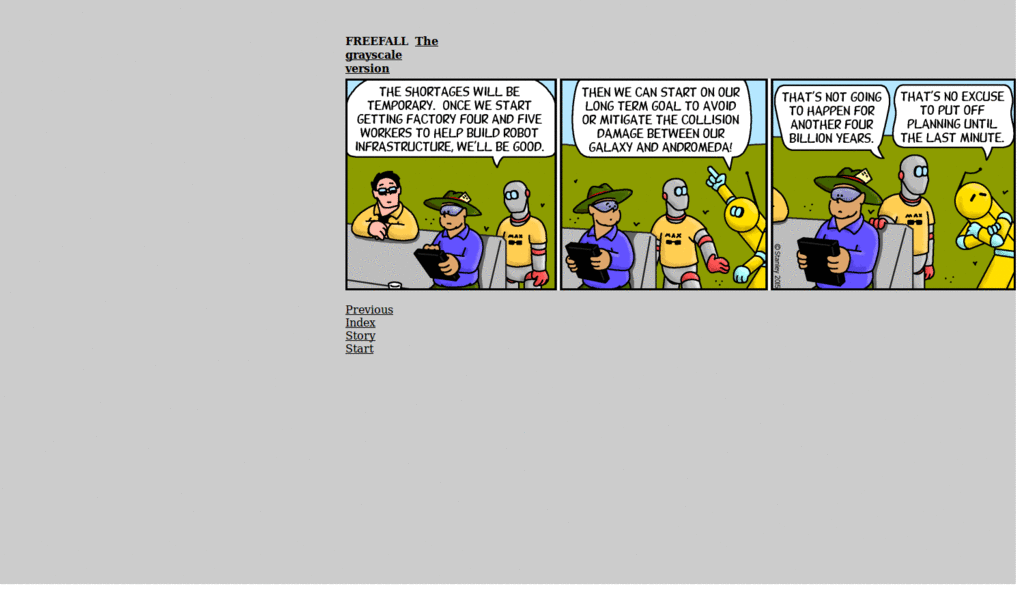 FREEFALL The
grayscale
version
THE SHORTAGES WILL BE
TEMPORARY. ONCE WE START
GETTING FACTORY FOUR AND FIVE
WORKERS TO HELP BUILD ROBOT
INFRASTRUCTURE, WE'LL BE GOOD.
MAX
THEN WE CAN START ON OUR
LONG TERM GOAL TO AVOID
OR MITIGATE THE COLLISION
DAMAGE BETWEEN OUR
GALAXY AND ANDROMEDA!
MAX
THAT'S NOT GOING
TO HAPPEN FOR
ANOTHER FOUR
BILLION YEARS.
THAT'S NO EXCUSE
TO PUT OFF
PLANNING UNTIL
THE LAST MINUTE.
MAX
© Stanley 2015
Previous
Index
Story
Start